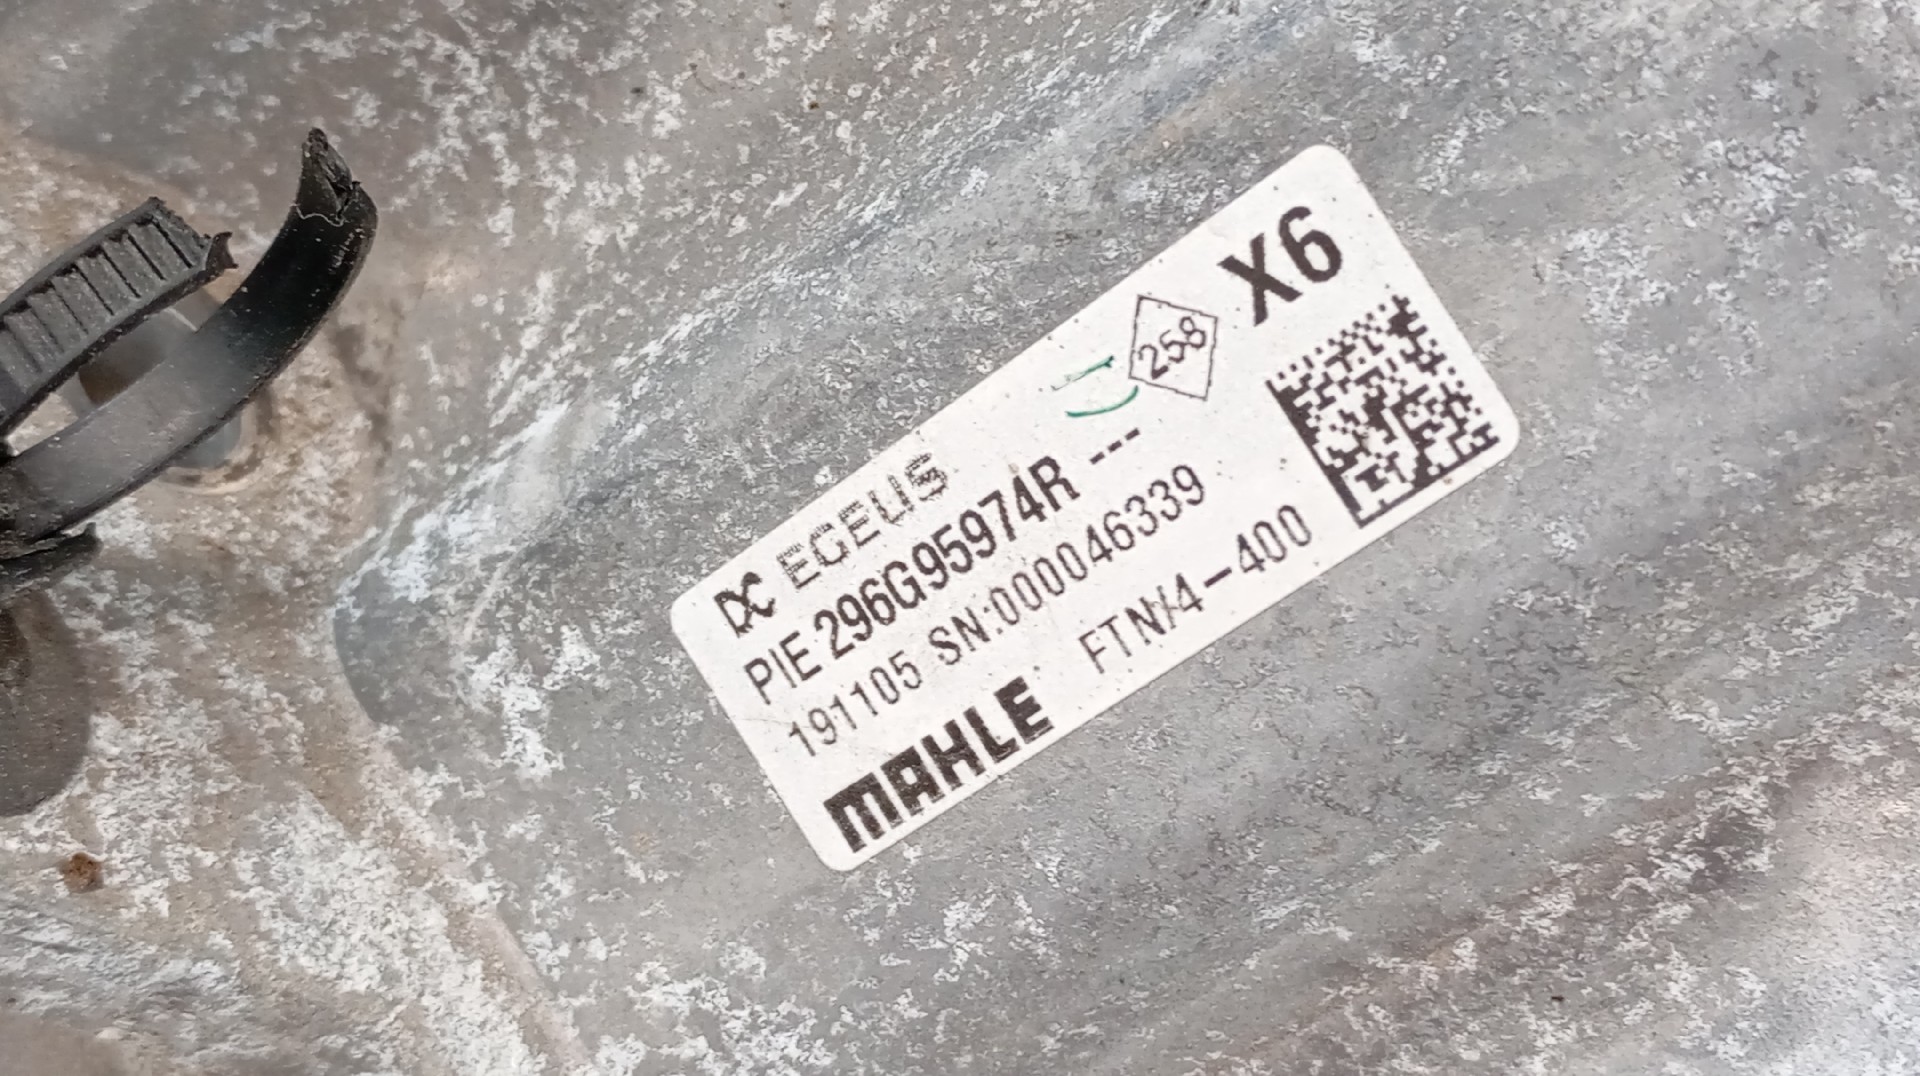 X6
258
DC EGEUS
PIE 296G95974R ---
191105 SN:000046339
MAHLE FTN/4-400